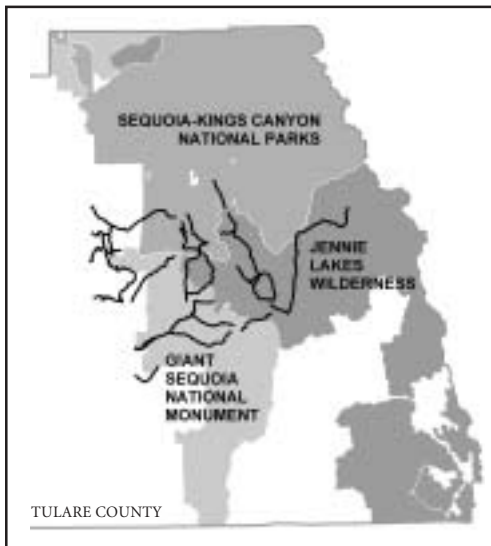 SEQUOIA-KINGS CANYON
NATIONAL PARKS
JENNIE
LAKES
WILDERNESS
GIANT
SEQUOIA
NATIONAL
MONUMENT
TULARE COUNTY